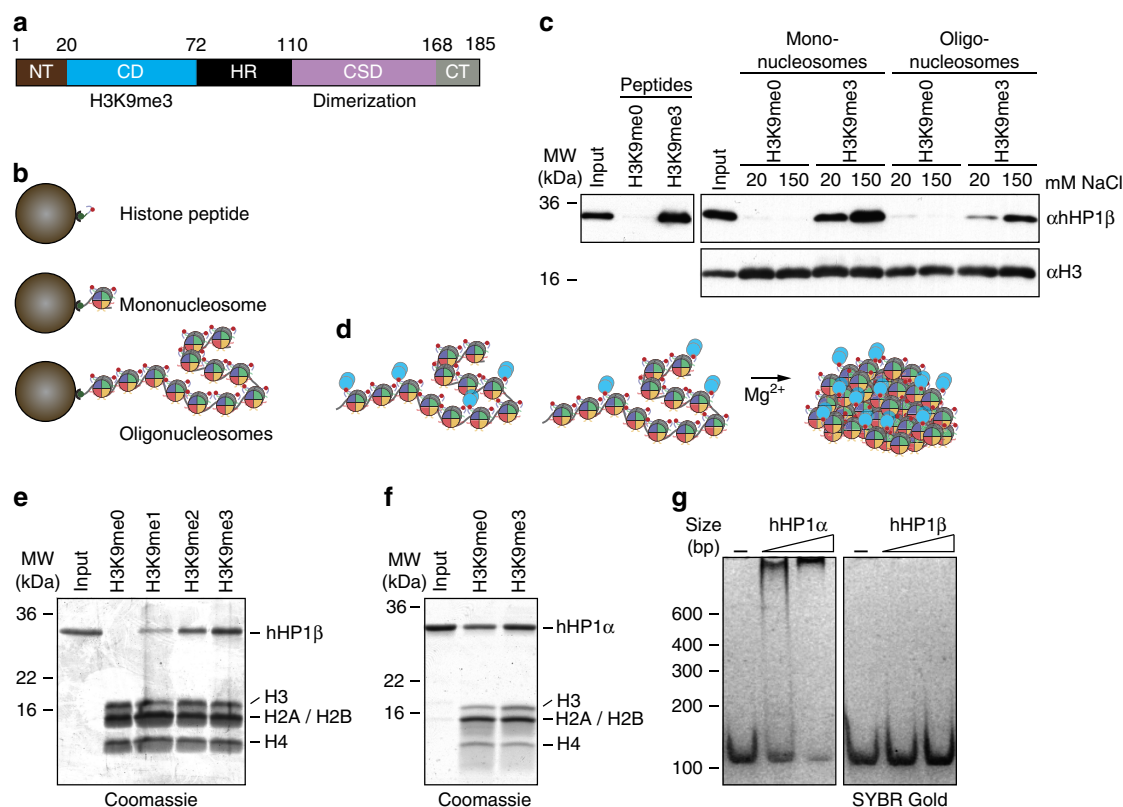 a
1 20 72 110 168 185
NT CD HR CSD CT
H3K9me3 Dimerization
b
Histone peptide
Mononucleosome
Oligonucleosomes
c
Mono-
nucleosomes
Oligo-
nucleosomes
Peptides
MW
(kDa)
Input
H3K9me0
H3K9me3
Input
H3K9me0
H3K9me3
H3K9me0
H3K9me3
20 150 20 150 20 150 20 150 mM NaCl
36
αhHP1β
16
αH3
d
Mg2+
e
MW
(kDa)
Input
H3K9me0
H3K9me1
H3K9me2
H3K9me3
36
hHP1β
22
16
H3
H2A / H2B
H4
Coomassie
f
MW
(kDa)
Input
H3K9me0
H3K9me3
36
hHP1α
22
16
H3
H2A / H2B
H4
Coomassie
g
Size
(bp)
– hHP1α
– hHP1β
600
400
300
200
100
SYBR Gold